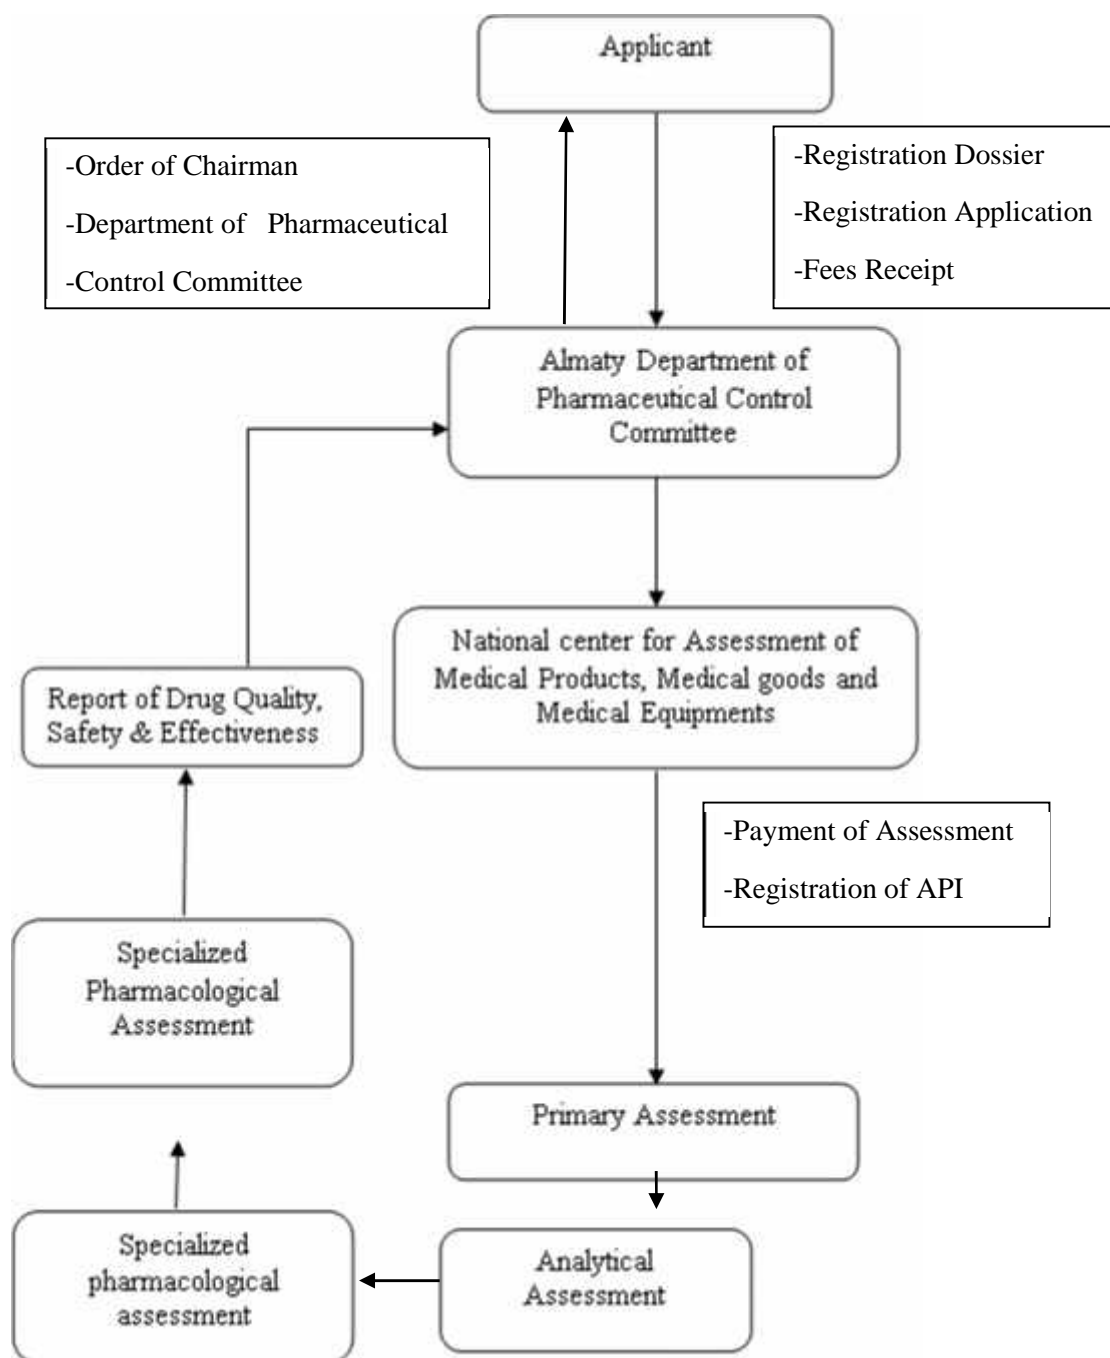 Applicant
-Order of Chairman
-Department of Pharmaceutical
-Control Committee
-Registration Dossier
-Registration Application
-Fees Receipt
Almaty Department of
Pharmaceutical Control
Committee
National center for Assessment of
Medical Products, Medical goods and
Medical Equipments
Report of Drug Quality,
Safety & Effectiveness
-Payment of Assessment
-Registration of API
Specialized
Pharmacological
Assessment
Primary Assessment
Specialized
pharmacological
assessment
Analytical
Assessment